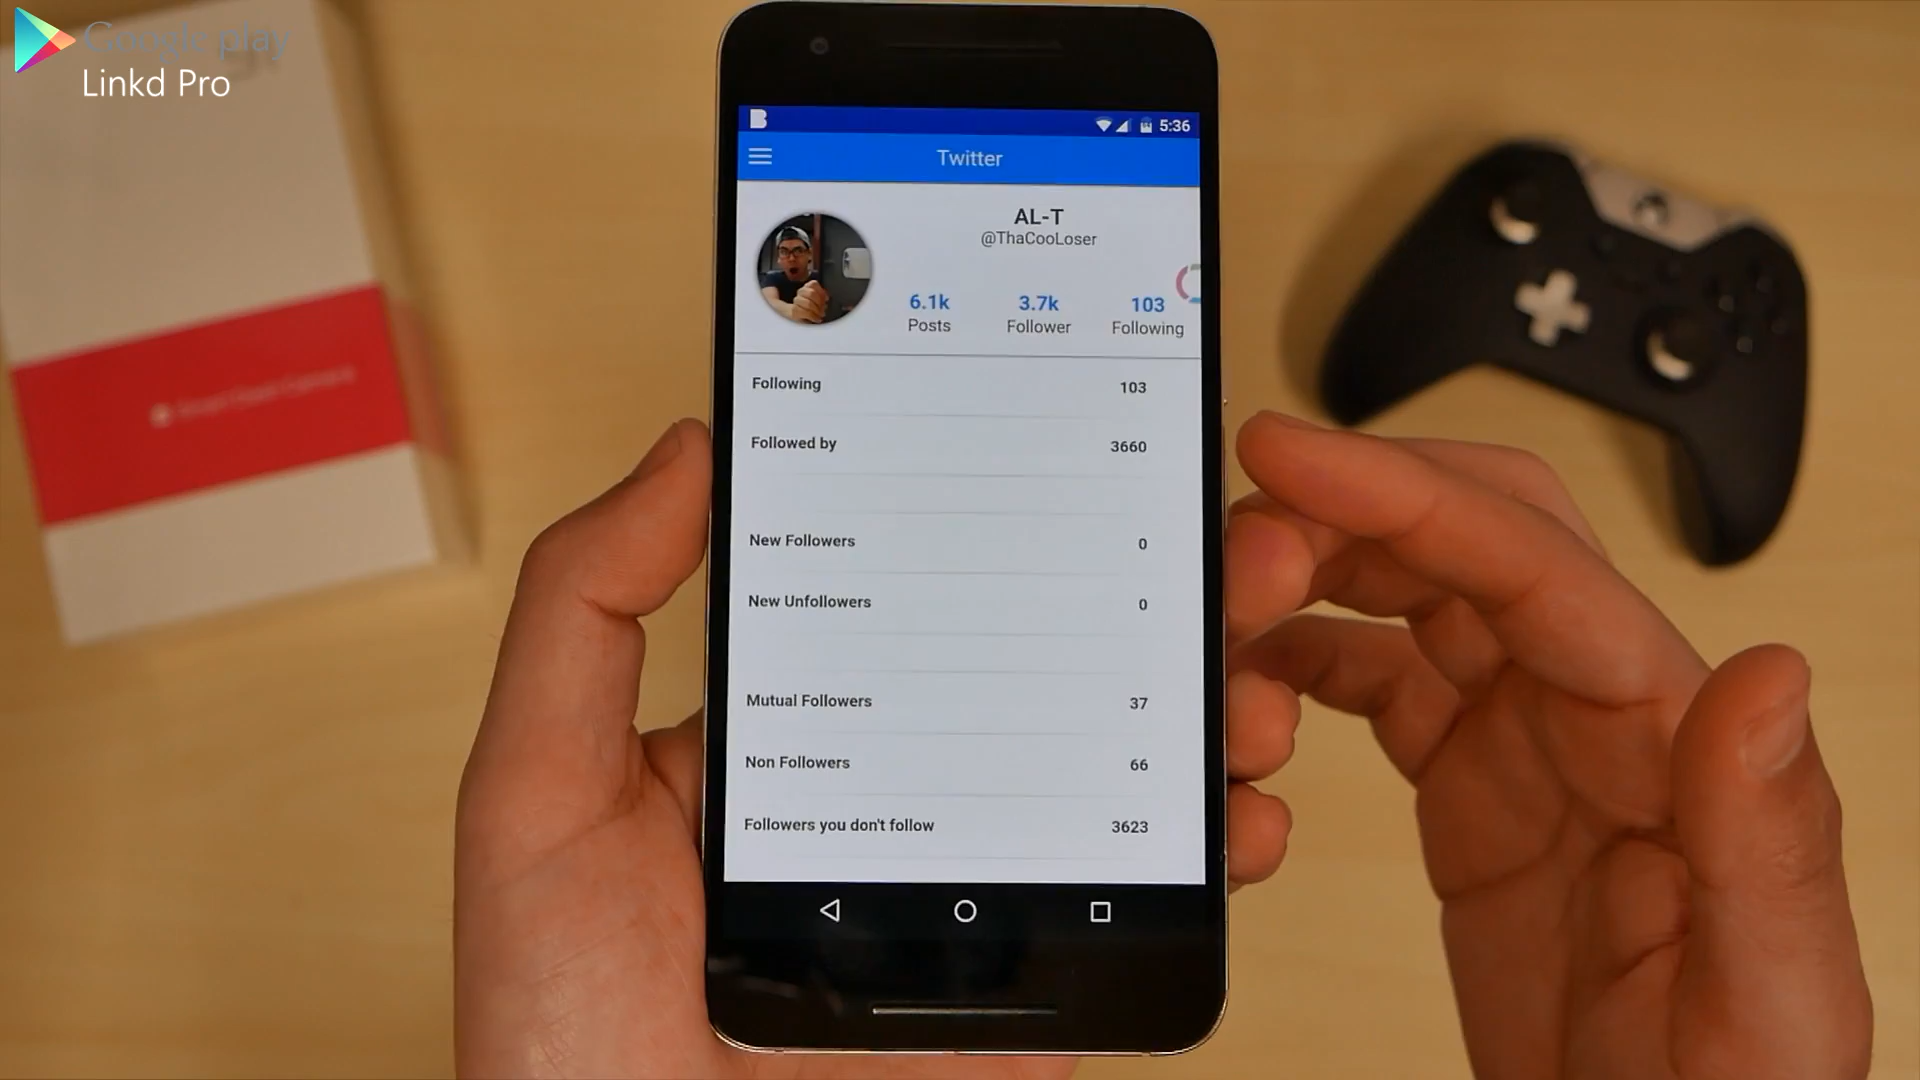 Google play
Linkd Pro
5:36
Twitter
AL-T
@ThaCooLoser
6.1k
3.7k
103
Posts
Follower
Following
Following
103
Followed by
3660
New Followers
0
New Unfollowers
0
Mutual Followers
37
Non Followers
66
Followers you don't follow
3623